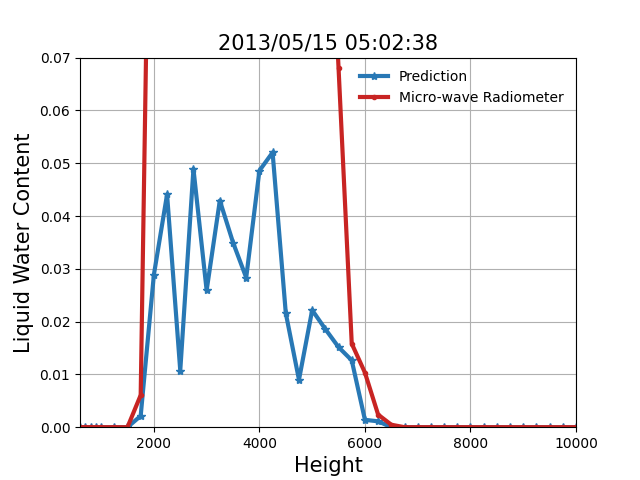 2013/05/15 05:02:38
0.07
0.06
0.05
0.04
0.03
0.02
0.01
0.00
Liquid Water Content
Prediction
Micro-wave Radiometer
2000 4000 6000 8000 10000
Height